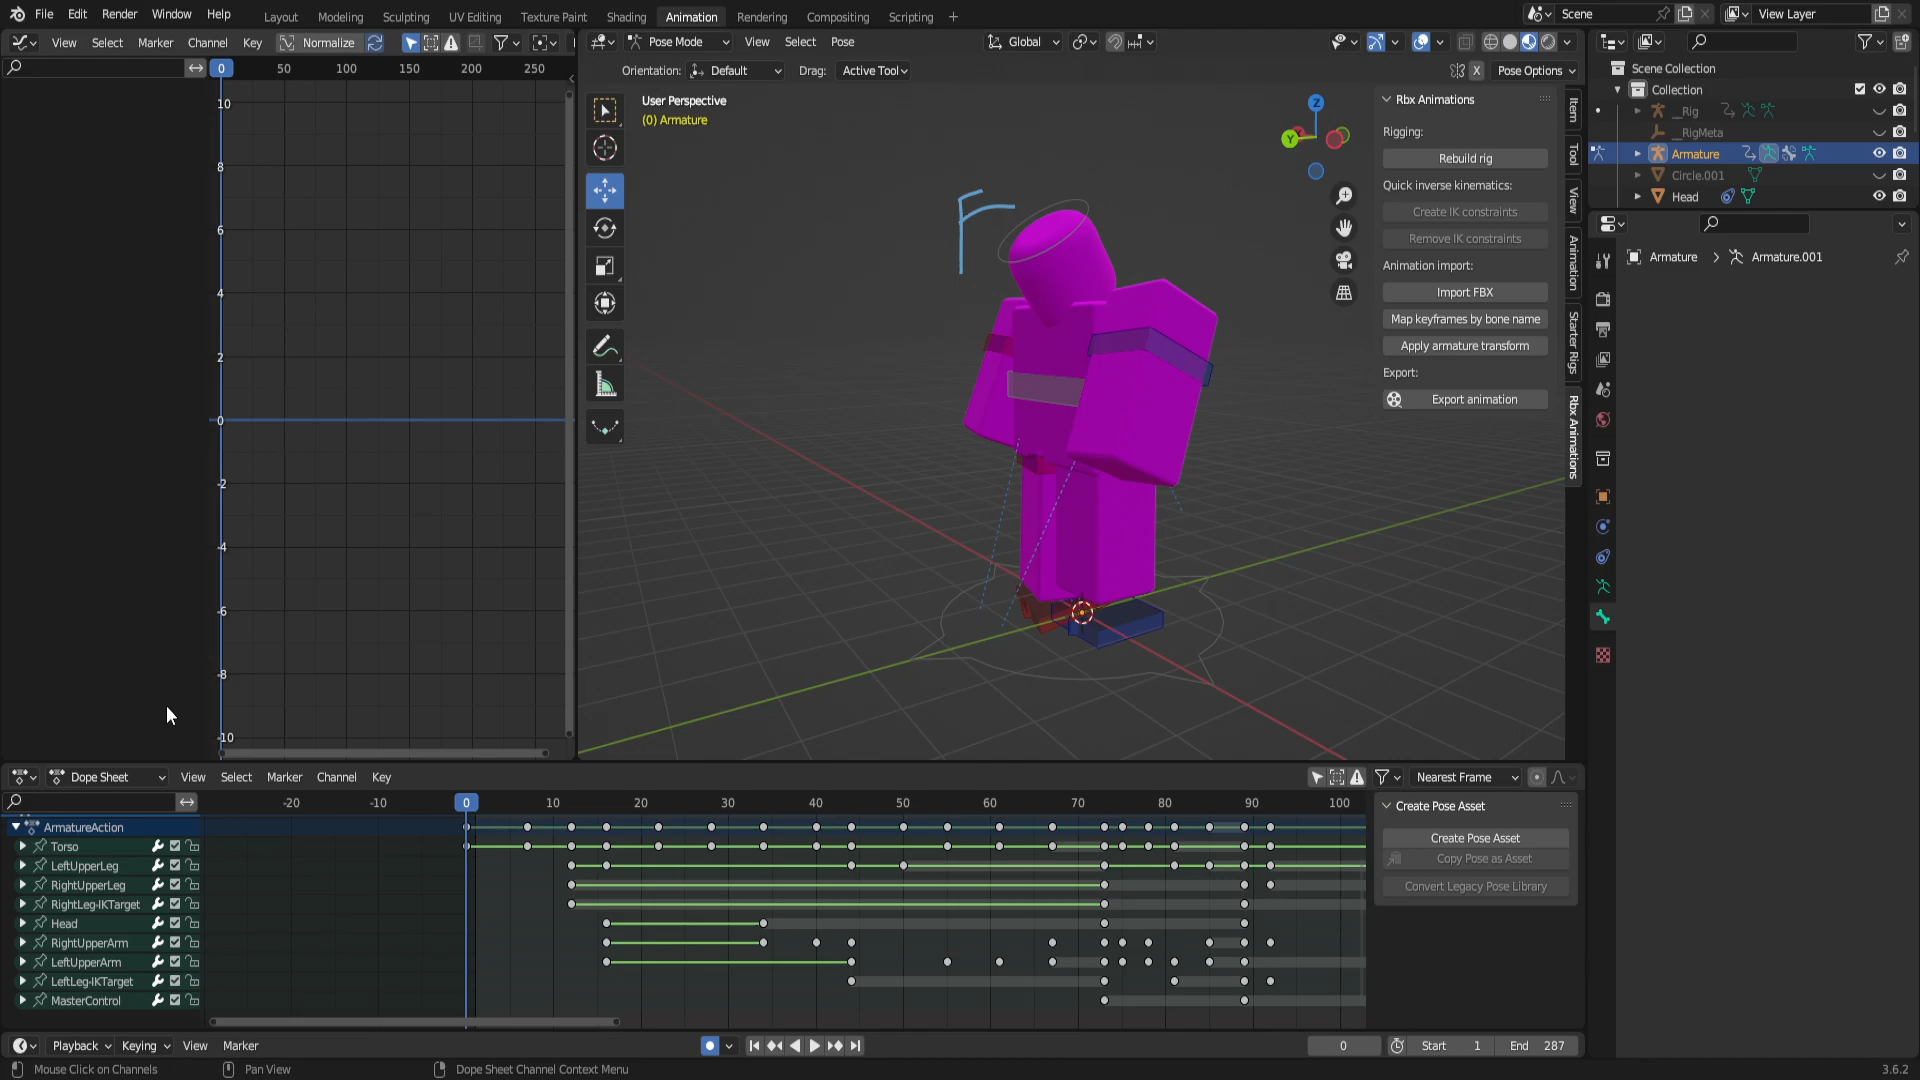 File Edit Render Window Help Layout Modeling Sculpting UV Editing Texture Paint Shading Animation Rendering Compositing Scripting + Scene View Layer
View Select Marker Channel Key Normalize Pose Mode View Select Pose Global
0 50 100 150 200 250 Orientation: Default Drag: Active Tool X Pose Options
User Perspective
(0) Armature
10
8
6
4
2
0
-2
-4
-6
-8
-10
Z
Y
Rbx Animations
Rigging:
Rebuild rig
Quick inverse kinematics:
Create IK constraints
Remove IK constraints
Animation import:
Import FBX
Map keyframes by bone name
Apply armature transform
Export:
Export animation
Item
Tool
View
Animation
Starter Rigs
Rbx Animations
Scene Collection
Collection
__Rig
__RigMeta
Armature
Circle.001
Head
Armature > Armature.001
Dope Sheet View Select Marker Channel Key Nearest Frame
-20 -10 0 10 20 30 40 50 60 70 80 90 100
ArmatureAction
Torso
LeftUpperLeg
RightUpperLeg
RightLeg-IKTarget
Head
RightUpperArm
LeftUpperArm
LeftLeg-IKTarget
MasterControl
Create Pose Asset
Create Pose Asset
Copy Pose as Asset
Convert Legacy Pose Library
Playback Keying View Marker 0 Start 1 End 287
Mouse Click on Channels Pan View Dope Sheet Channel Context Menu 3.6.2